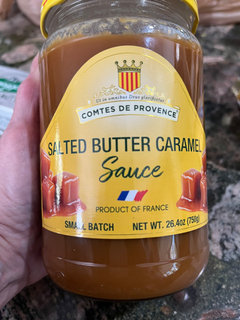 COMTES DE PROVENCE
SALTED BUTTER CARAMEL
Sauce
PRODUCT OF FRANCE
SMALL BATCH
NET WT. 26.4oz (750g)